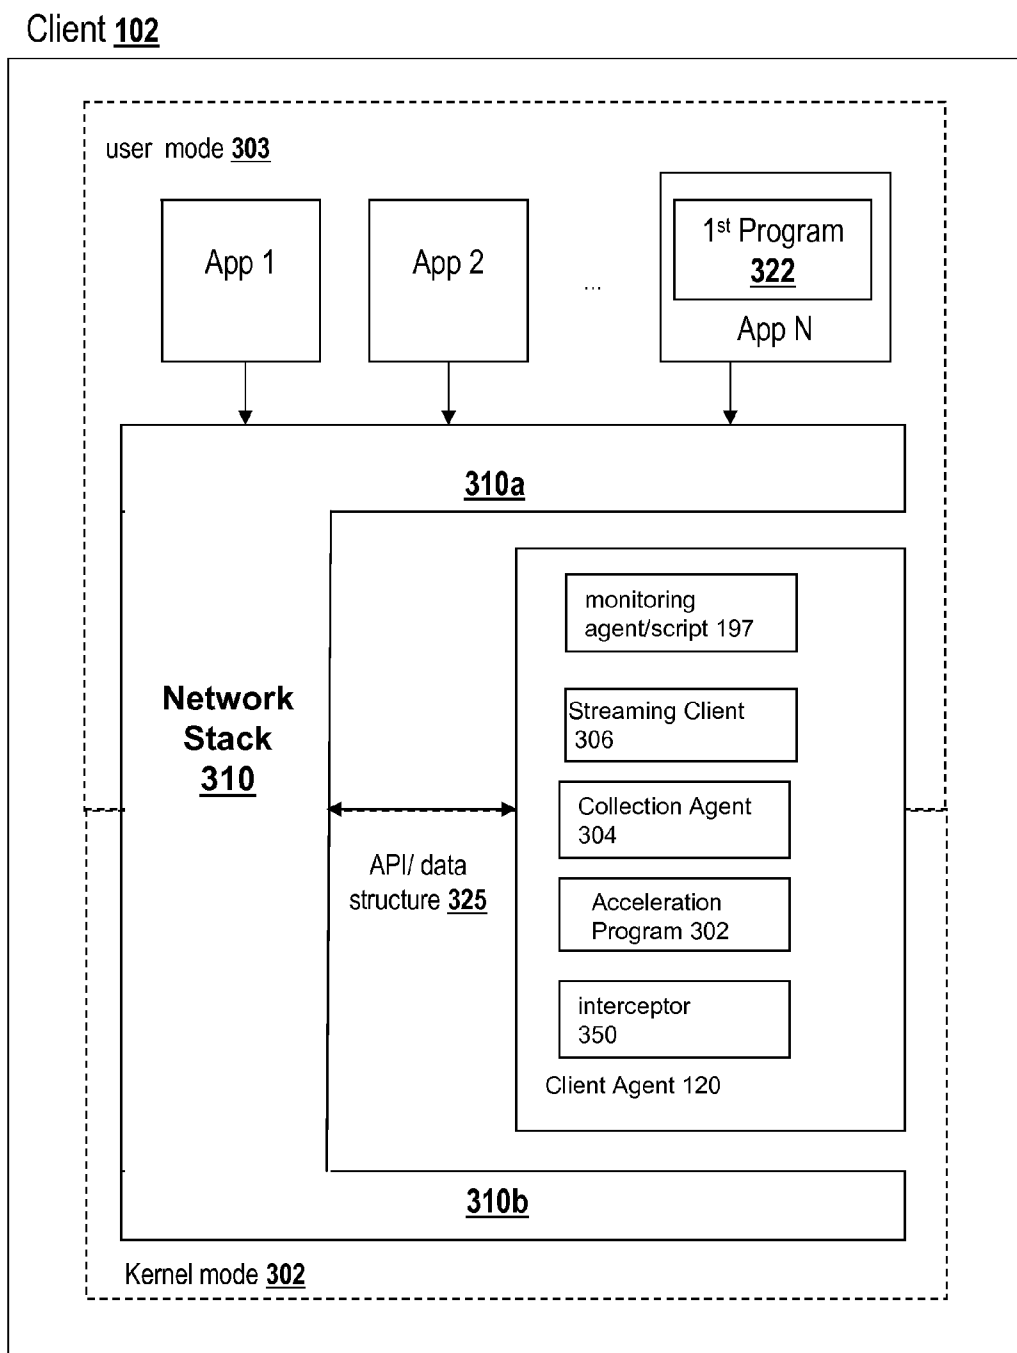 Client 102
user mode 303
App 1
App 2
...
1st Program
322
App N
310a
Network
Stack
310
API/ data
structure 325
monitoring
agent/script 197
Streaming Client
306
Collection Agent
304
Acceleration
Program 302
interceptor
350
Client Agent 120
310b
Kernel mode 302